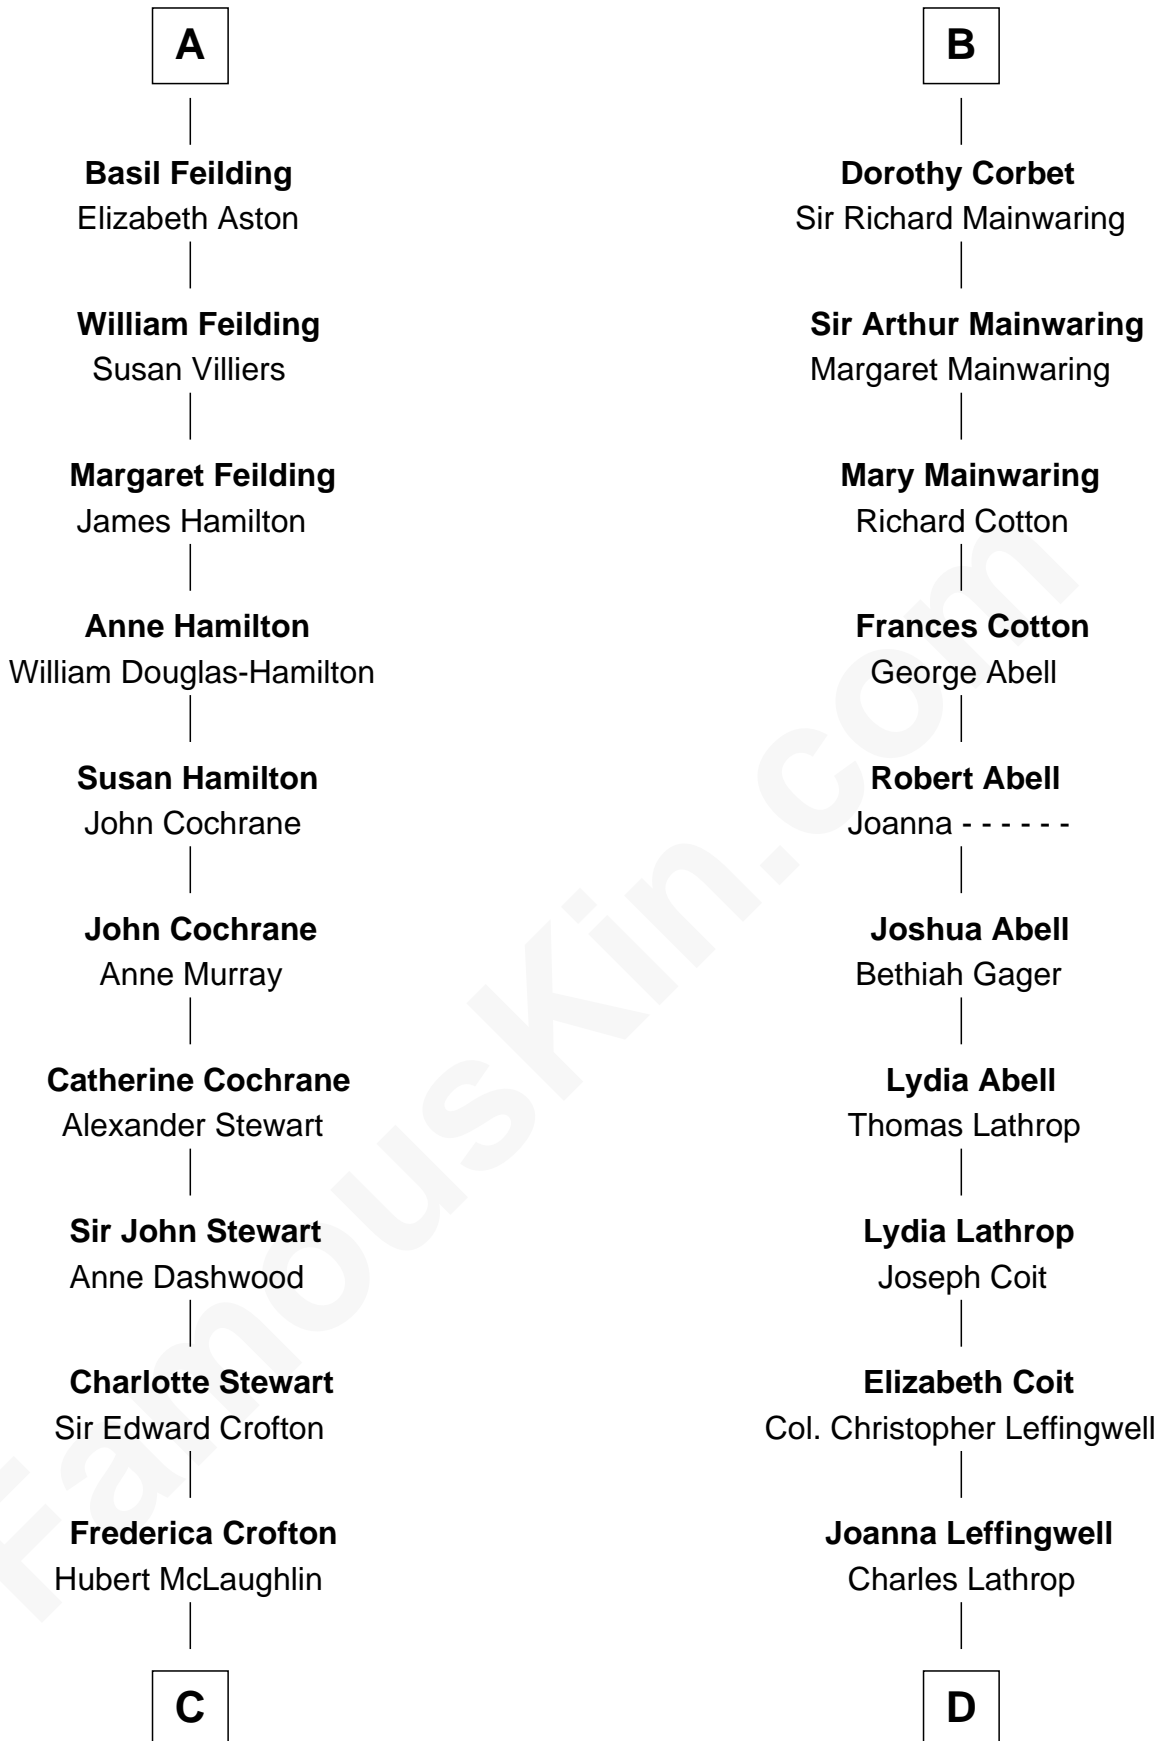 A
Basil Feilding
Elizabeth Aston
William Feilding
Susan Villiers
Margaret Feilding
James Hamilton
Anne Hamilton
William Douglas-Hamilton
Susan Hamilton
John Cochrane
John Cochrane
Anne Murray
Catherine Cochrane
Alexander Stewart
Sir John Stewart
Anne Dashwood
Charlotte Stewart
Sir Edward Crofton
Frederica Crofton
Hubert McLaughlin
C
B
Dorothy Corbet
Sir Richard Mainwaring
Sir Arthur Mainwaring
Margaret Mainwaring
Mary Mainwaring
Richard Cotton
Frances Cotton
George Abell
Robert Abell
Joanna - - - - - -
Joshua Abell
Bethiah Gager
Lydia Abell
Thomas Lathrop
Lydia Lathrop
Joseph Coit
Elizabeth Coit
Col. Christopher Leffingwell
Joanna Leffingwell
Charles Lathrop
D
FamousKin.com